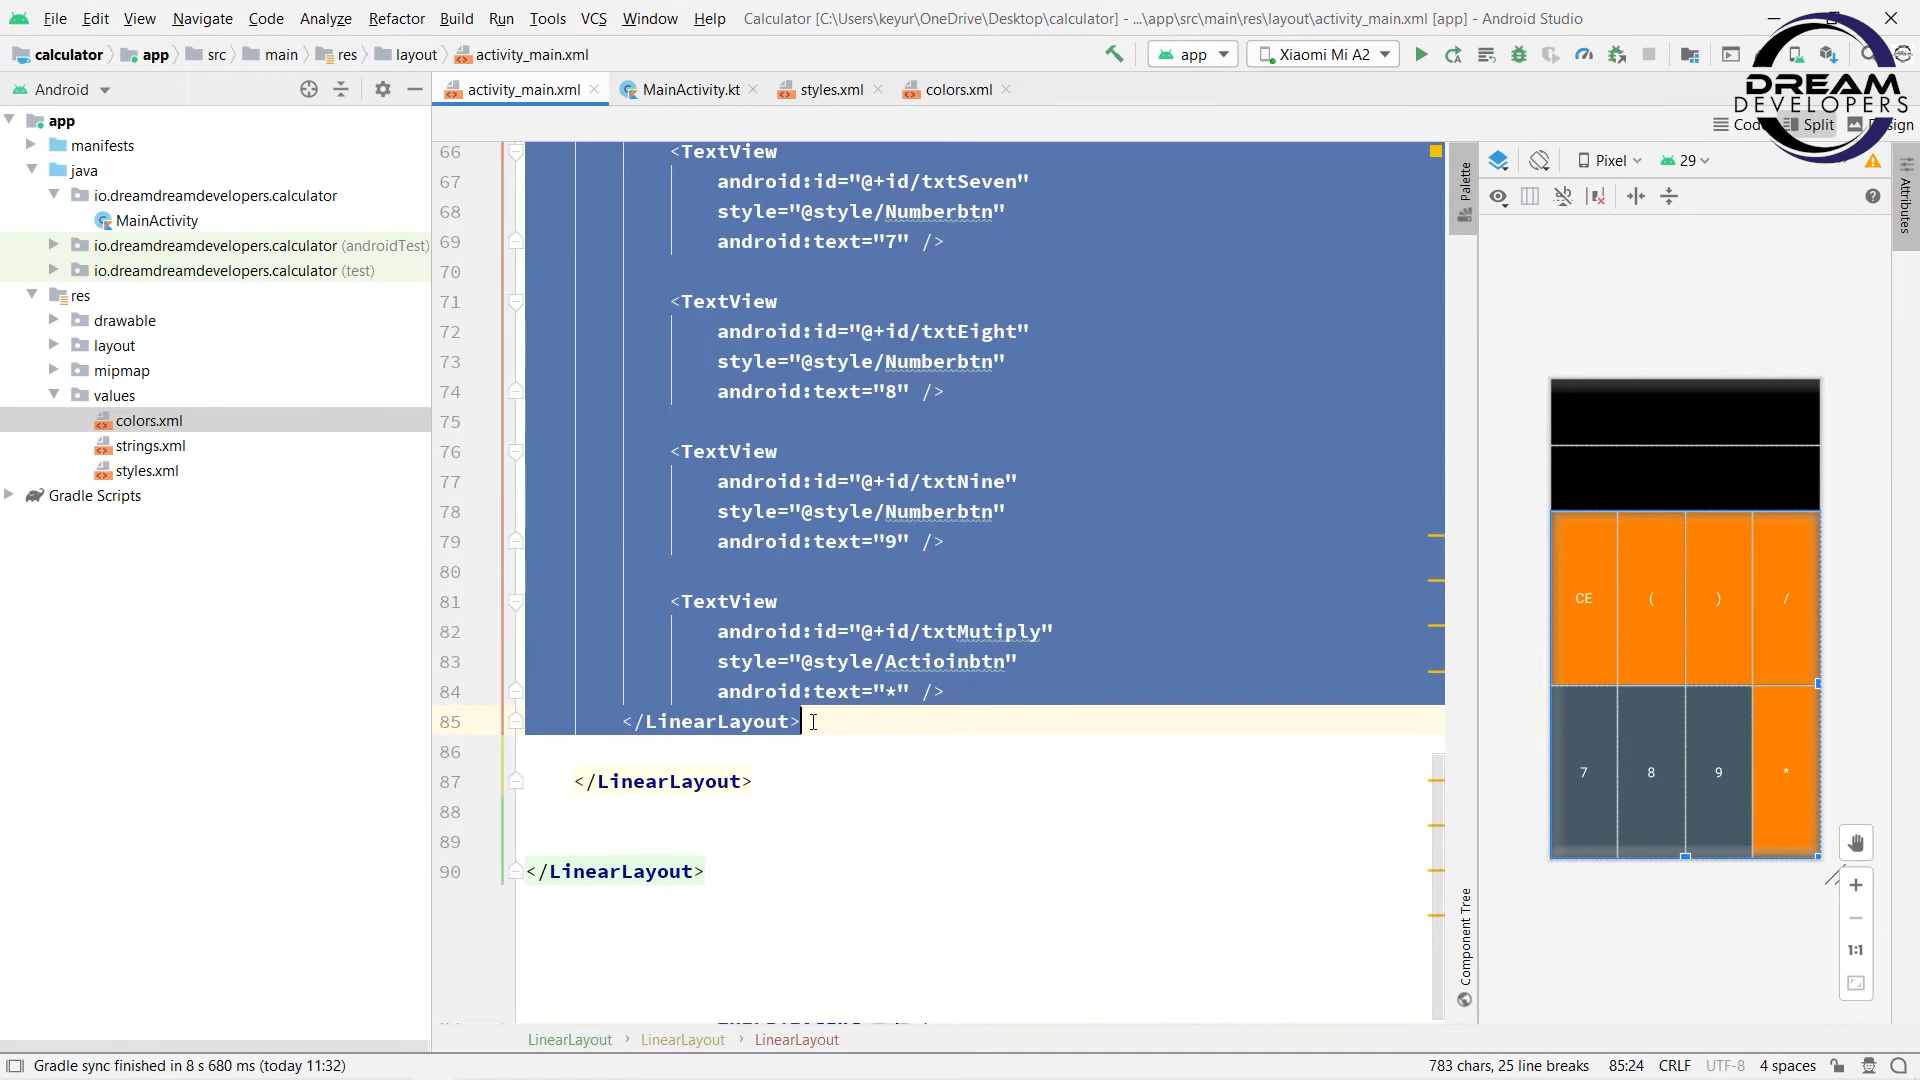 File Edit View Navigate Code Analyze Refactor Build Run Tools VCS Window Help Calculator [C:\Users\keyur\OneDrive\Desktop\calculator] - ...\app\src\main\res\layout\activity_main.xml [app] - Android Studio
calculator app src main res layout activity_main.xml app Xiaomi Mi A2
DREAM
DEVELOPERS
Android activity_main.xml MainActivity.kt styles.xml colors.xml
Split
app
manifests
java
io.dreamdreamdevelopers.calculator
MainActivity
io.dreamdreamdevelopers.calculator (androidTest)
io.dreamdreamdevelopers.calculator (test)
res
drawable
layout
mipmap
values
colors.xml
strings.xml
styles.xml
Gradle Scripts
66 <TextView
67 android:id="@+id/txtSeven"
68 style="@style/Numberbtn"
69 android:text="7" />
70
71 <TextView
72 android:id="@+id/txtEight"
73 style="@style/Numberbtn"
74 android:text="8" />
75
76 <TextView
77 android:id="@+id/txtNine"
78 style="@style/Numberbtn"
79 android:text="9" />
80
81 <TextView
82 android:id="@+id/txtMutiply"
83 style="@style/Actioinbtn"
84 android:text="*" />
85 </LinearLayout>
86
87 </LinearLayout>
88
89
90 </LinearLayout>
Palette
Component Tree
Pixel 29
Attributes
CE ( ) /
7 8 9 *
1:1
LinearLayout › LinearLayout › LinearLayout
Gradle sync finished in 8 s 680 ms (today 11:32) 783 chars, 25 line breaks 85:24 CRLF UTF-8 4 spaces